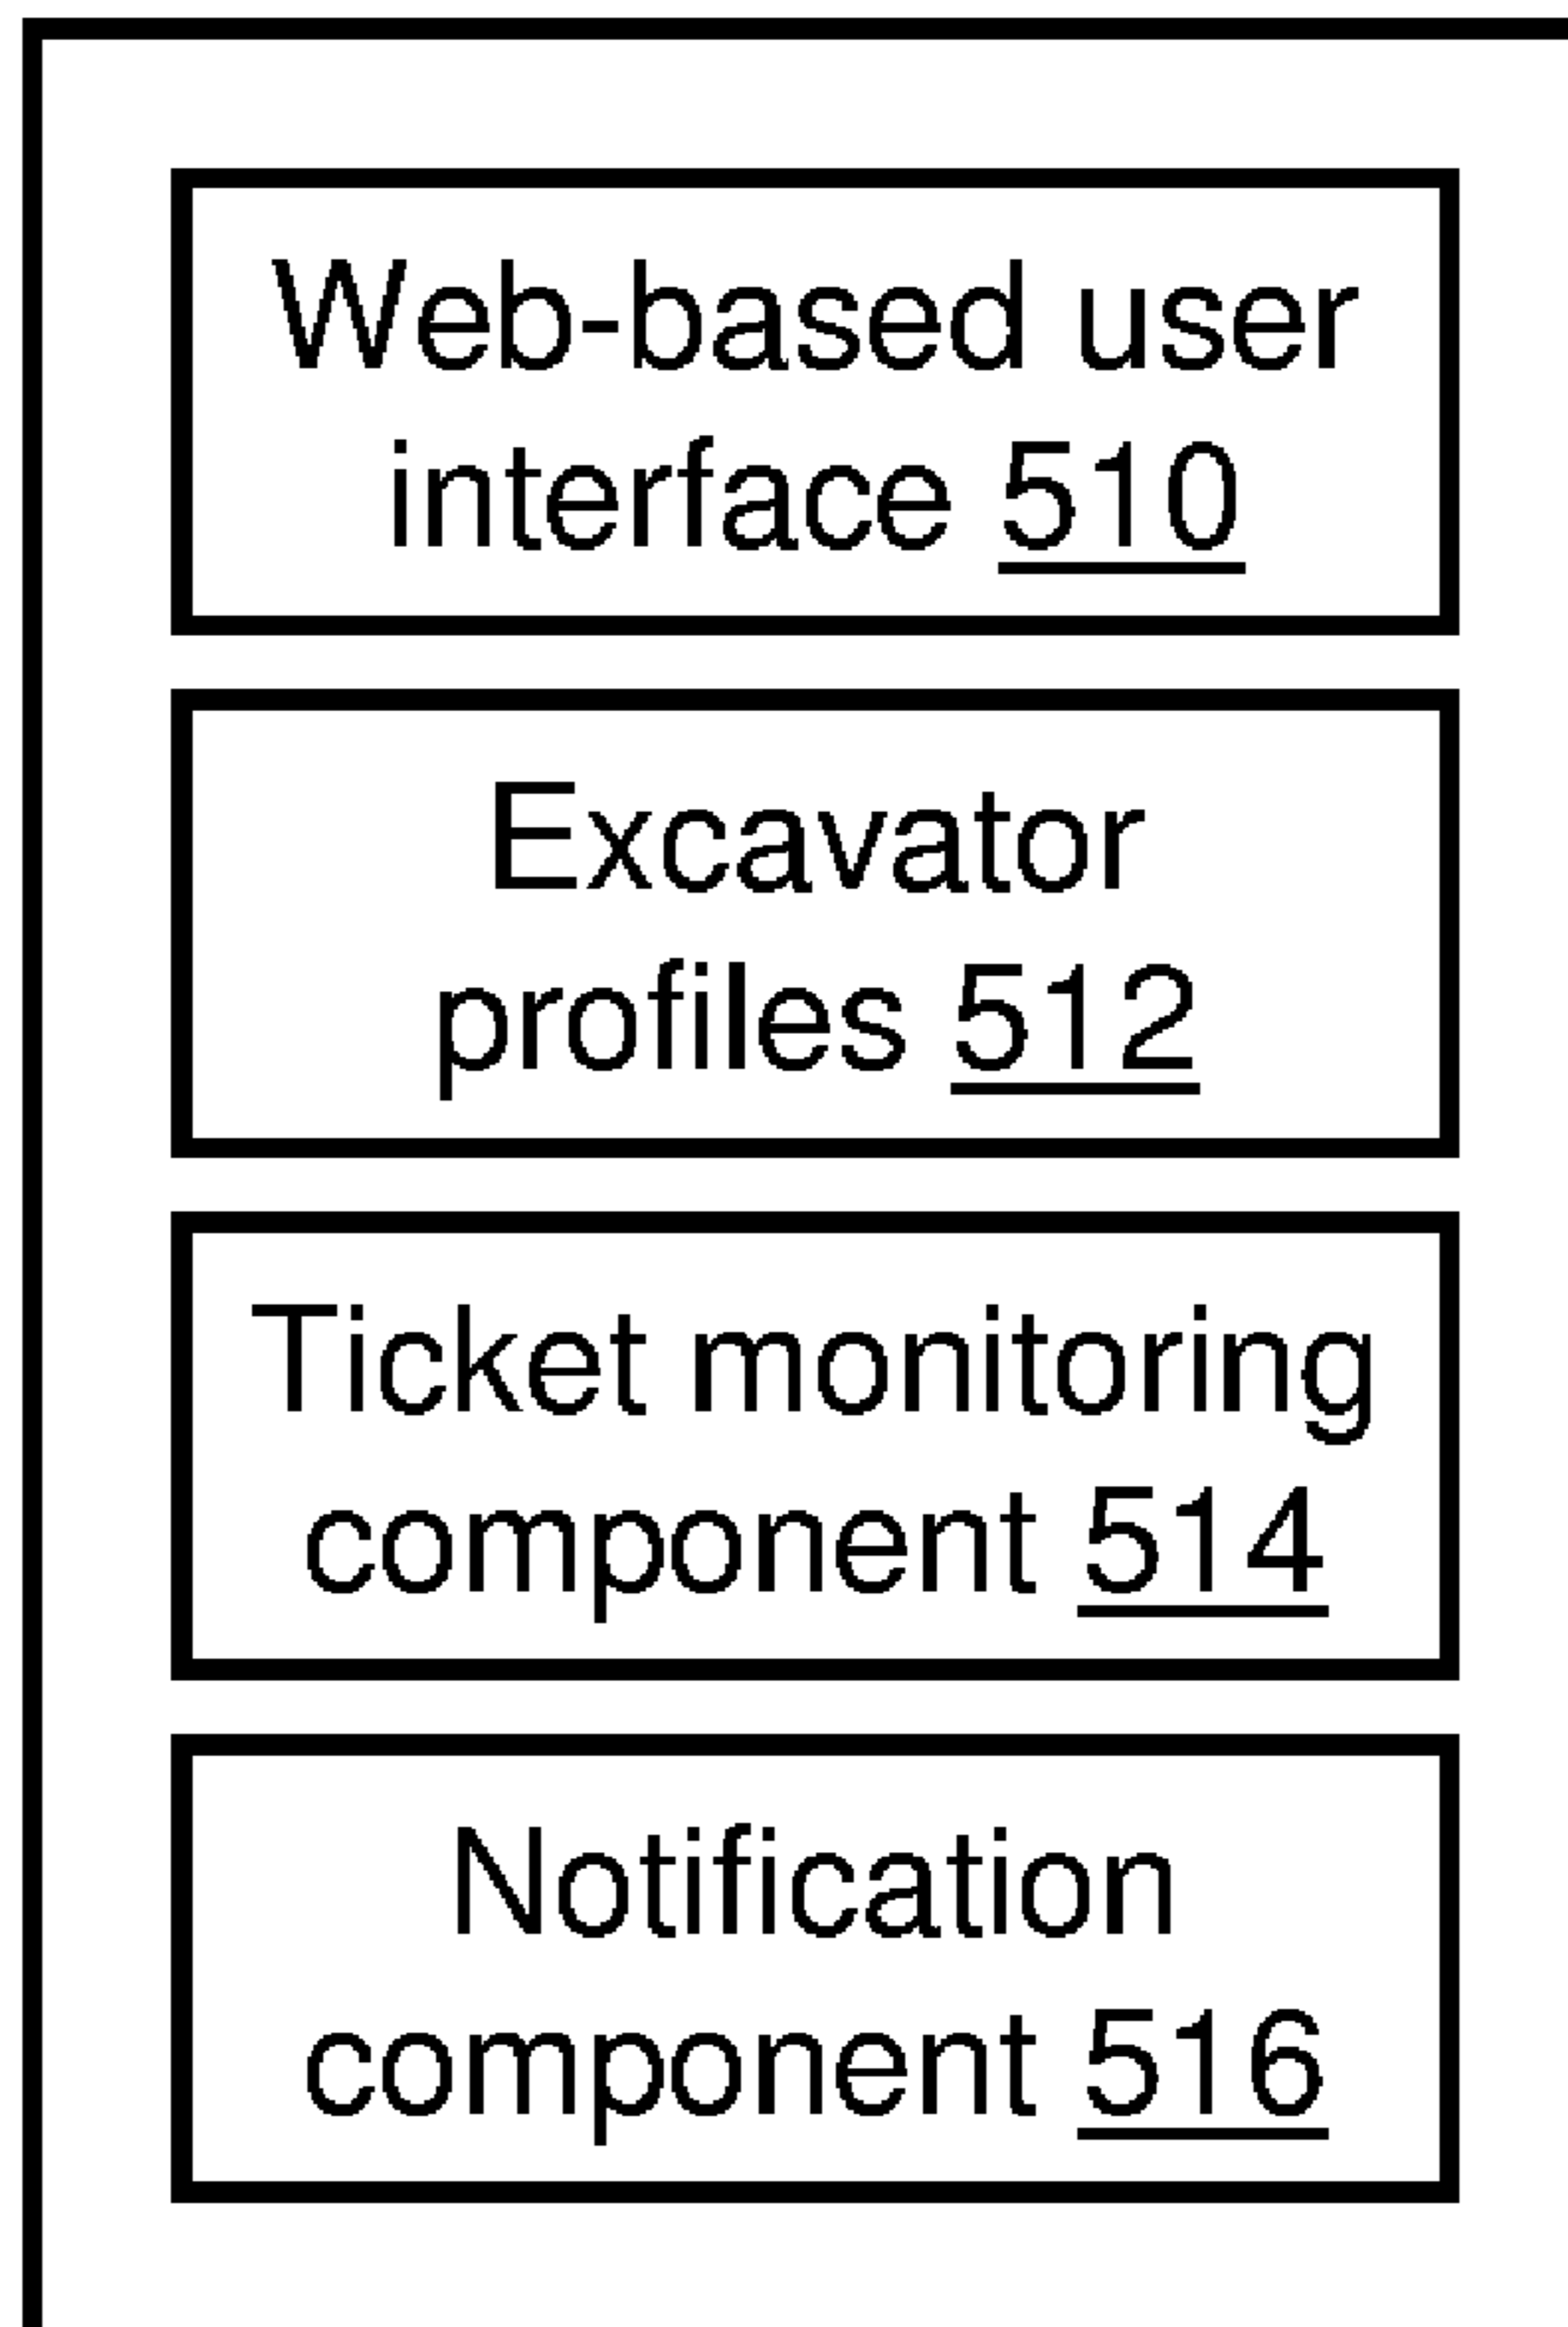 Web-based user
interface 510
Excavator
profiles 512
Ticket monitoring
component 514
Notification
component 516